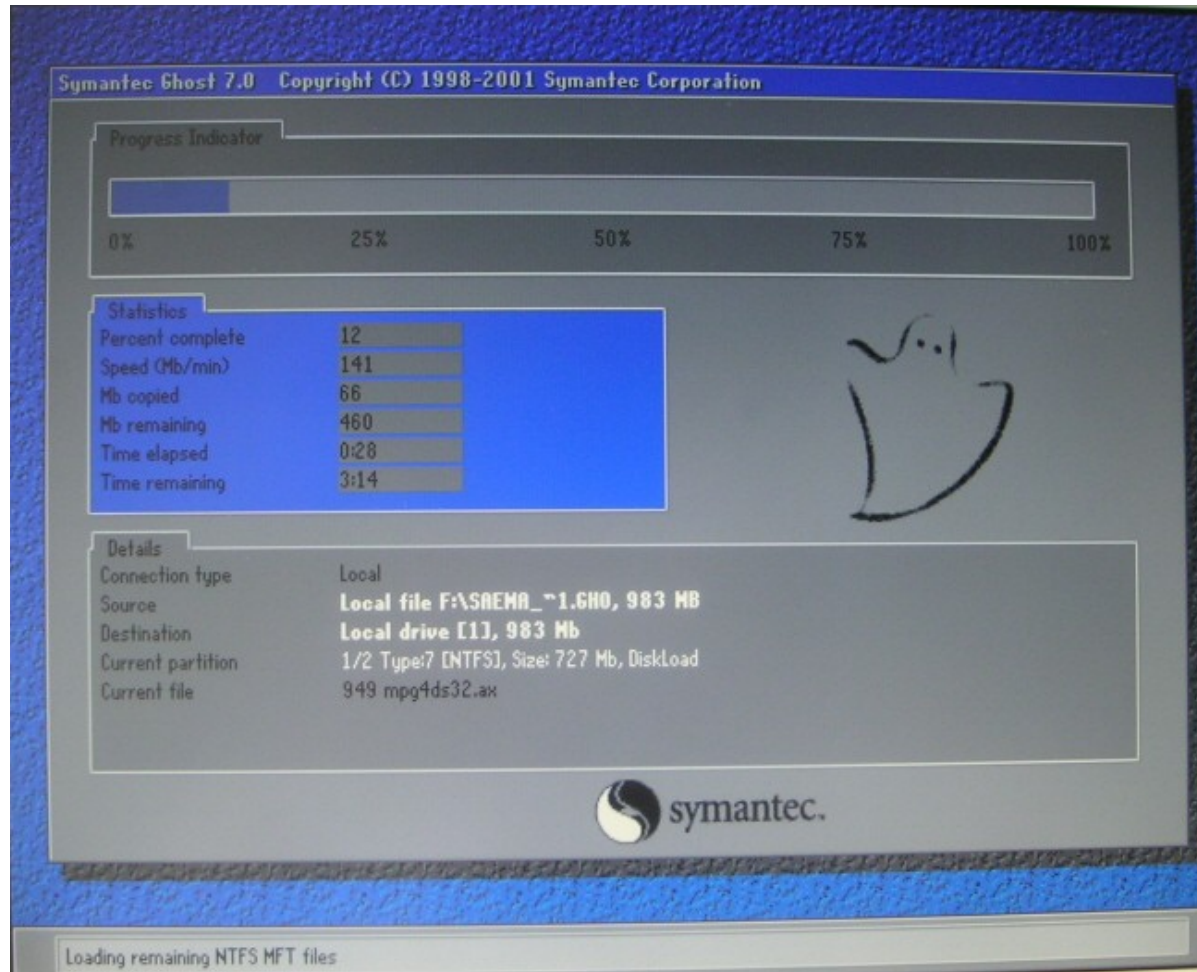 Symantec Ghost 7.0 Copyright (C) 1998-2001 Symantec Corporation
Progress Indicator
0% 25% 50% 75% 100%
Statistics
Percent complete 12
Speed (Mb/min) 141
Mb copied 66
Mb remaining 460
Time elapsed 0:28
Time remaining 3:14
Details
Connection type Local
Source Local file F:\SAEMA_~1.GHO, 983 MB
Destination Local drive [1], 983 Mb
Current partition 1/2 Type:7 [NTFS], Size: 727 Mb, DiskLoad
Current file 949 mpg4ds32.ax
symantec.
Loading remaining NTFS MFT files